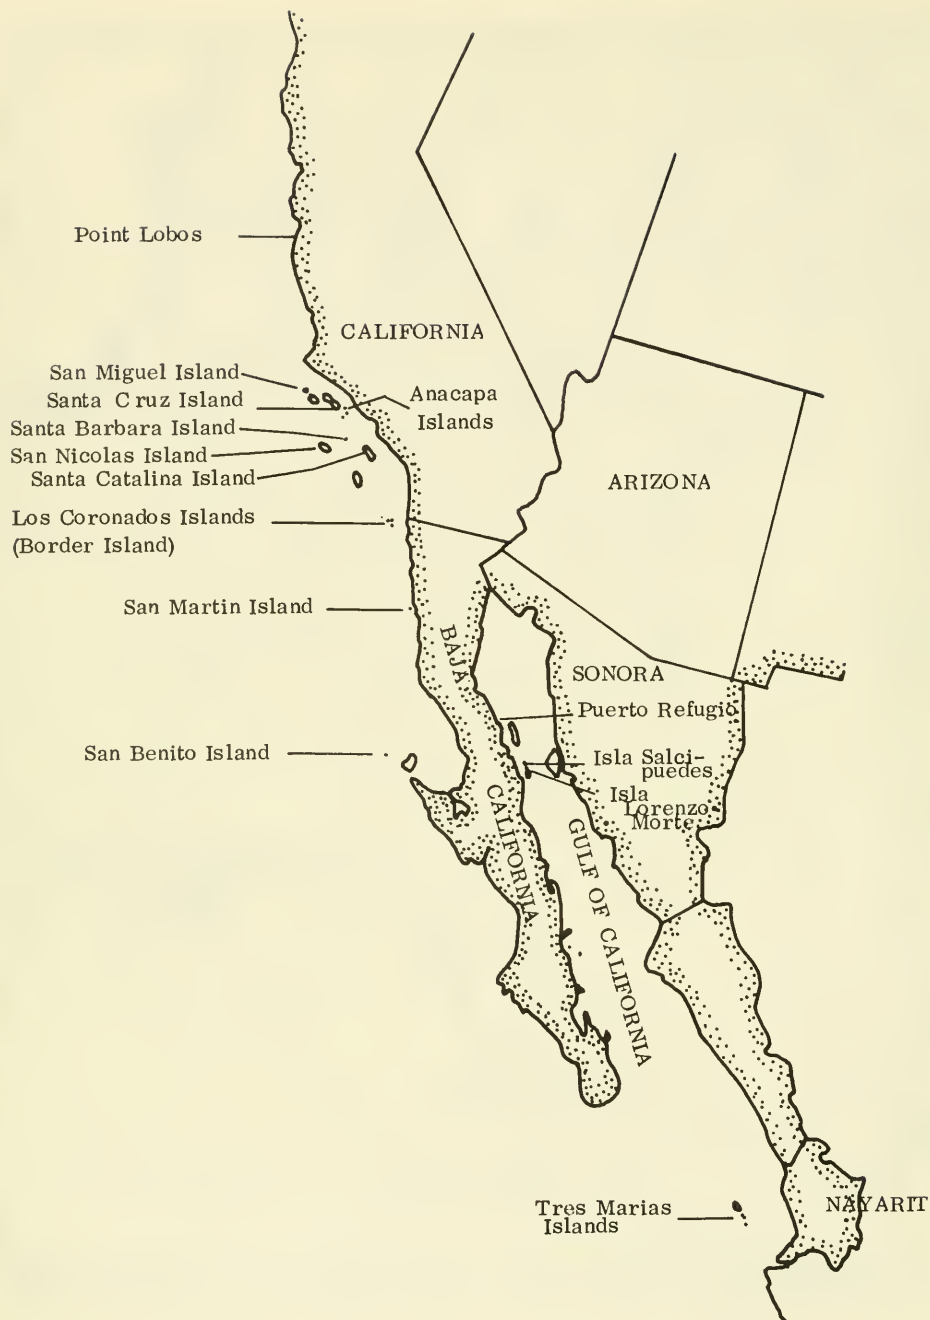 Point Lobos
CALIFORNIA
San Miguel Island
Santa Cruz Island
Anacapa
Islands
Santa Barbara Island
San Nicolas Island
Santa Catalina Island
ARIZONA
Los Coronados Islands
(Border Island)
San Martin Island
BAJA
CALIFORNIA
SONORA
Puerto Refugio
San Benito Island
Isla Salci-
puedes
Isla
Lorenzo
Morte
GULF OF CALIFORNIA
Tres Marias
Islands
NAYARIT